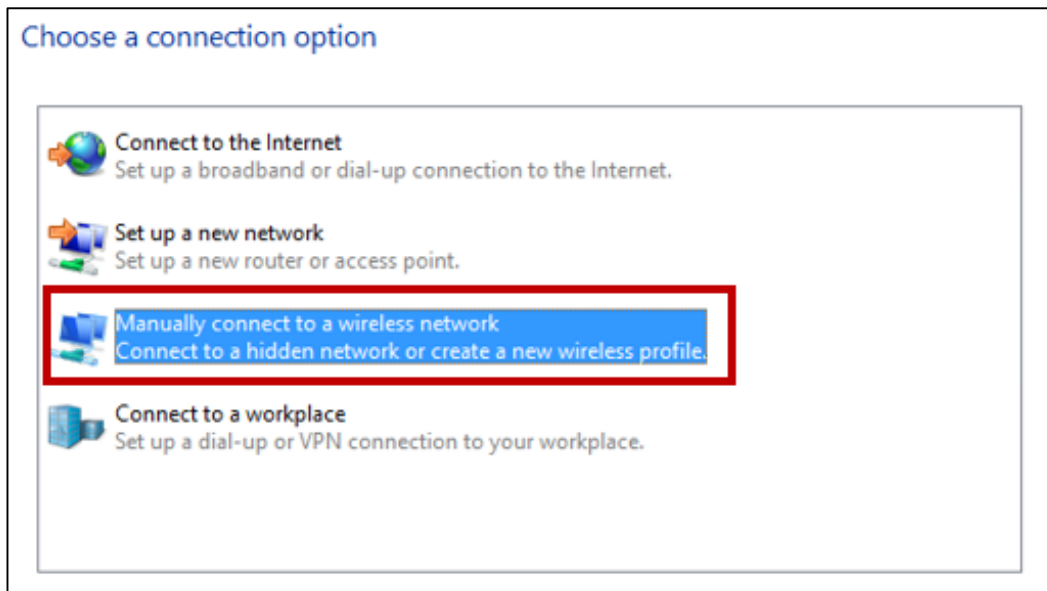 Choose a connection option
Connect to the Internet
Set up a broadband or dial-up connection to the Internet.
Set up a new network
Set up a new router or access point.
Manually connect to a wireless network
Connect to a hidden network or create a new wireless profile.
Connect to a workplace
Set up a dial-up or VPN connection to your workplace.